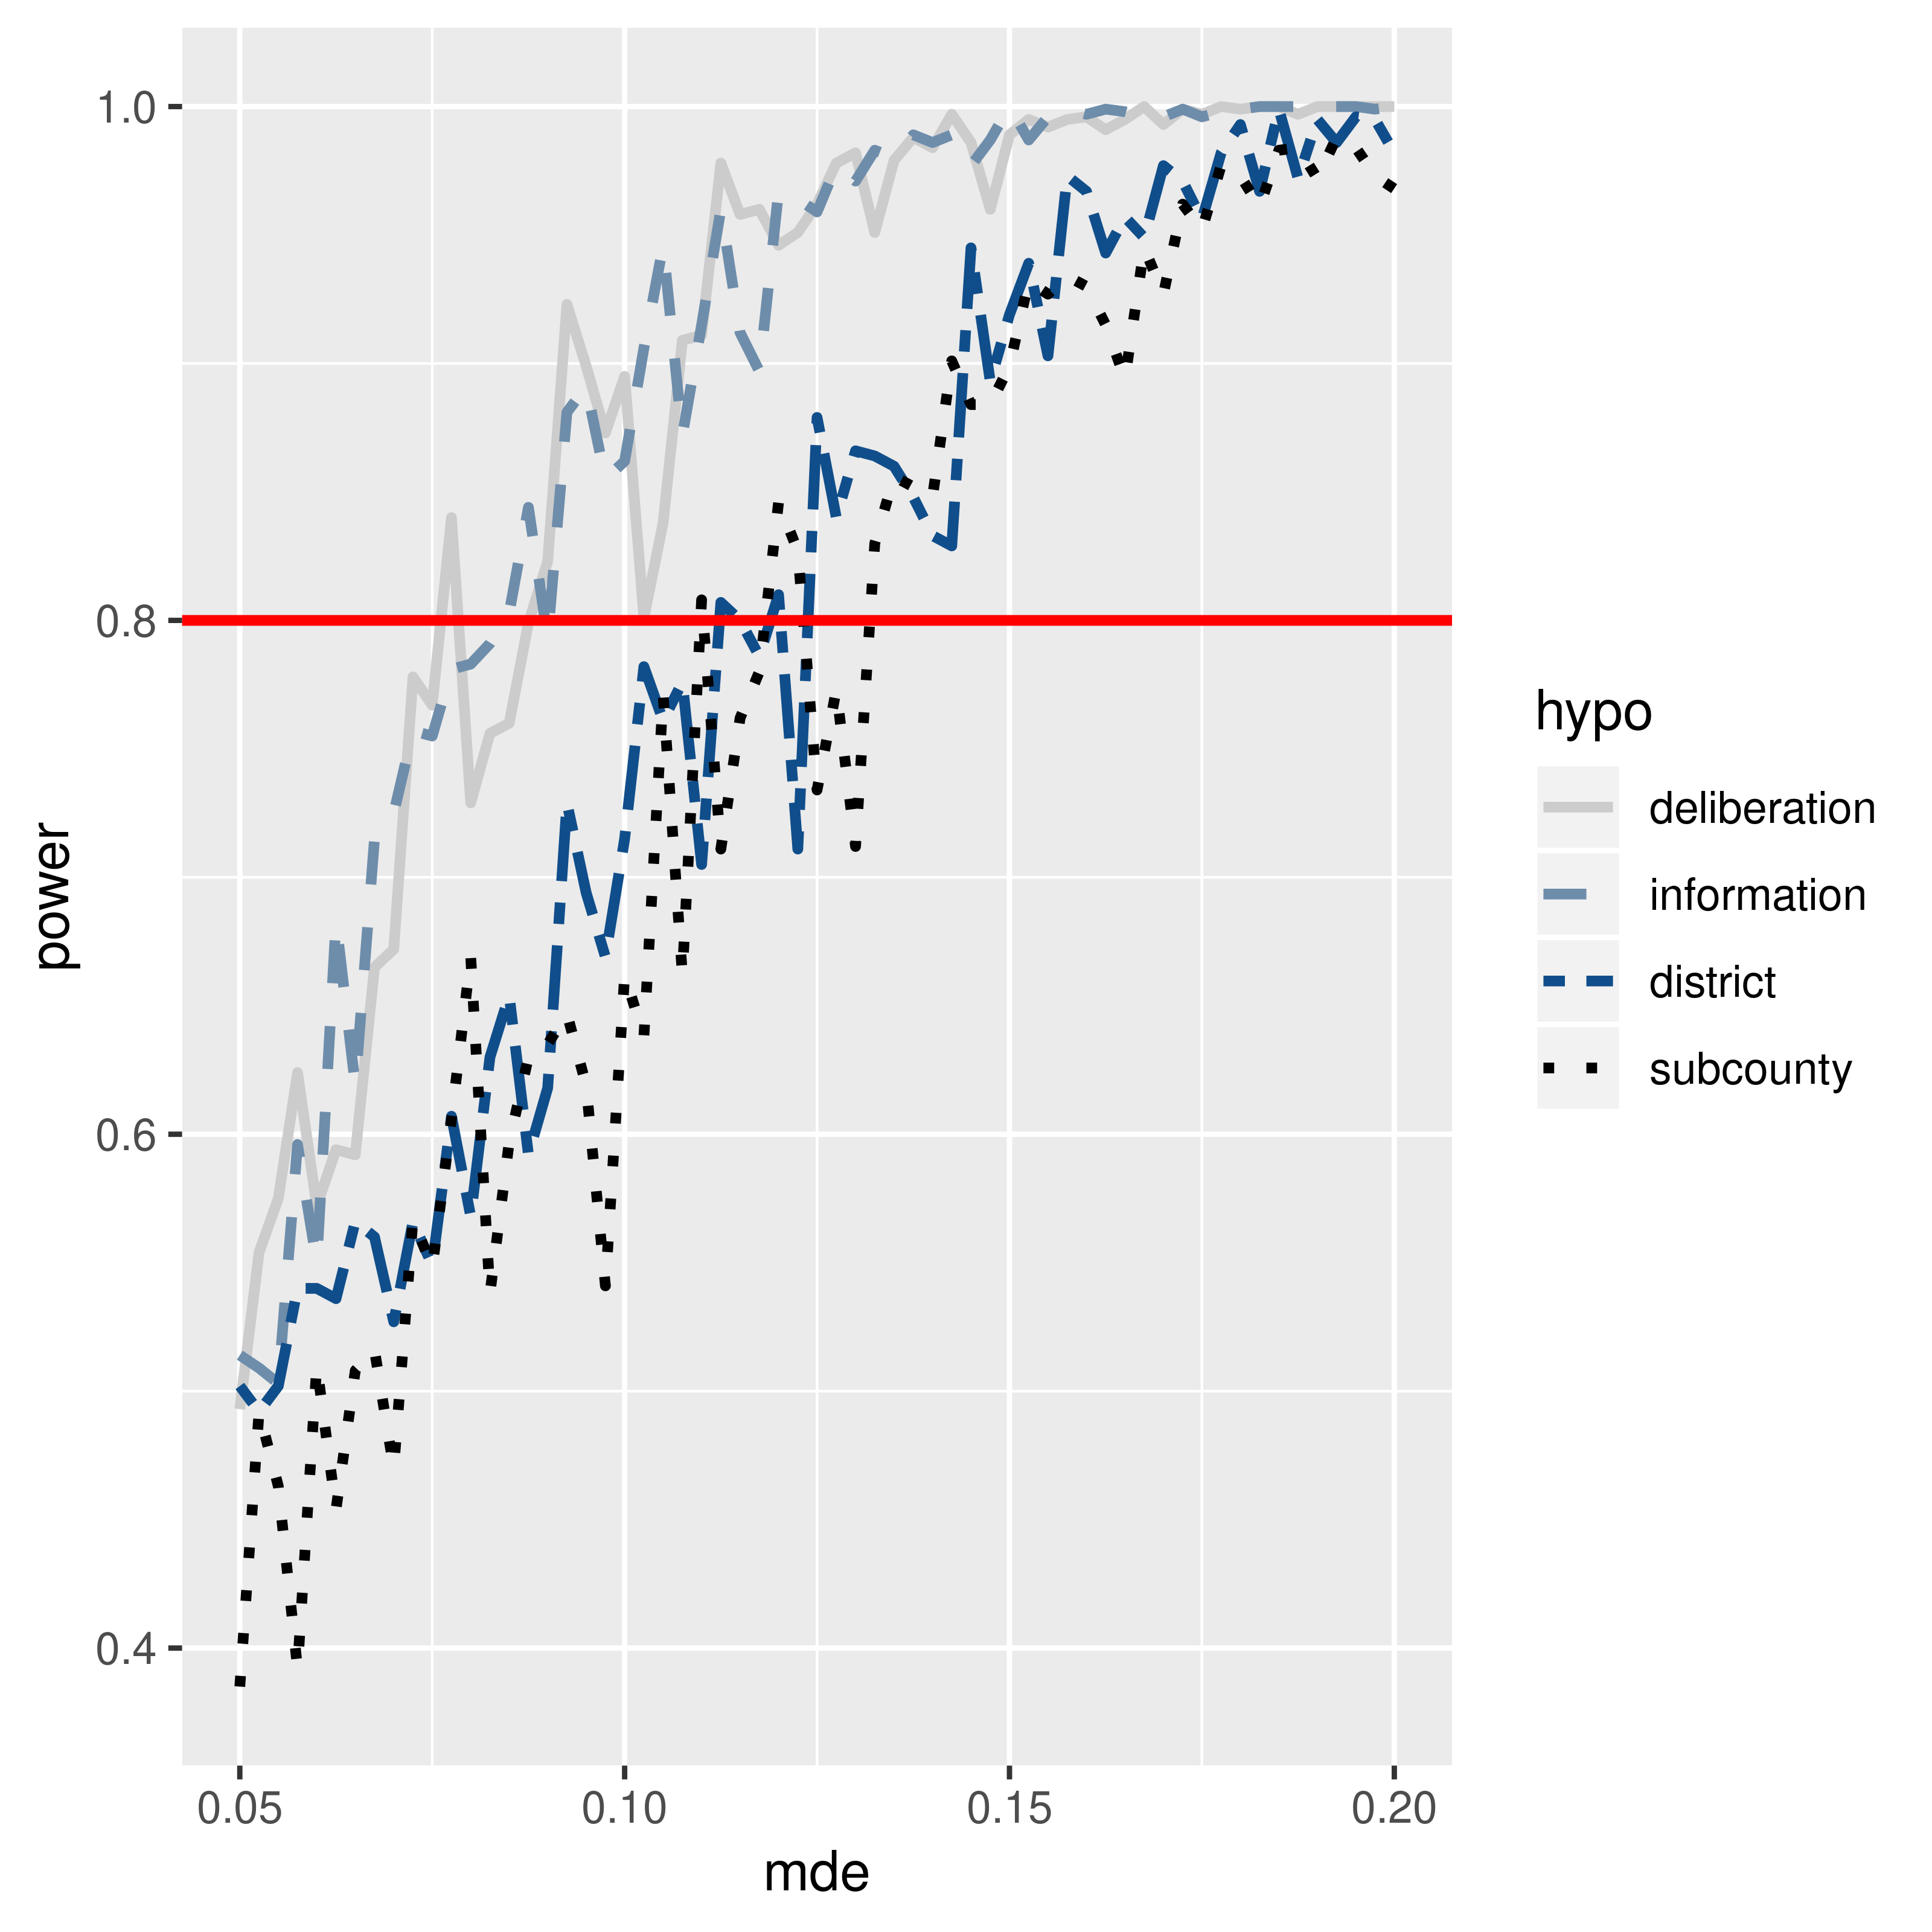 1.0
0.8
0.6
0.4
power
0.05
0.10
0.15
0.20
mde
hypo
deliberation
information
district
subcounty